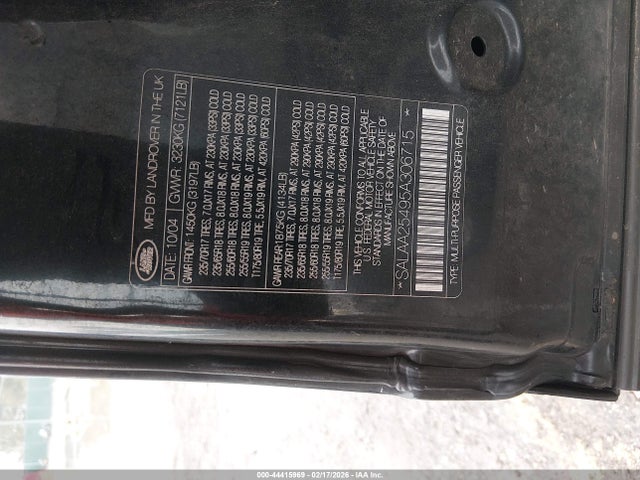 LAND ROVER
MFD BY LANDROVER IN THE UK
DATE: 10/04 GVWR: 3230KG (7121LB)
GAWR FRONT: 1450KG (3197LB)
235/70R17 TIRES, 7.0JX17 RIMS, AT 230KPA (33PSI) COLD
235/65R18 TIRES, 8.0JX18 RIMS, AT 230KPA (33PSI) COLD
255/60R18 TIRES, 8.0JX18 RIMS, AT 230KPA (33PSI) COLD
255/55R19 TIRES, 8.0JX19 RIMS, AT 230KPA (33PSI) COLD
T175/80R19 TIRE, 5.5JX19 RIM, AT 420KPA (60PSI) COLD
GAWR REAR: 1875KG (4134LB)
235/70R17 TIRES, 7.0JX17 RIMS, AT 290KPA (42PSI) COLD
235/65R18 TIRES, 8.0JX18 RIMS, AT 290KPA (42PSI) COLD
255/60R18 TIRES, 8.0JX18 RIMS, AT 290KPA (42PSI) COLD
255/55R19 TIRES, 8.0JX19 RIMS, AT 290KPA (42PSI) COLD
T175/80R19 TIRE, 5.5JX19 RIM, AT 420KPA (60PSI) COLD
THIS VEHICLE CONFORMS TO ALL APPLICABLE
U.S. FEDERAL MOTOR VEHICLE SAFETY
STANDARDS IN EFFECT ON THE DATE OF
MANUFACTURE SHOWN ABOVE
*SALAA23495A306715*
TYPE: MULTI-PURPOSE PASSENGER VEHICLE
000-44415969 - 02/17/2026 - IAA.com